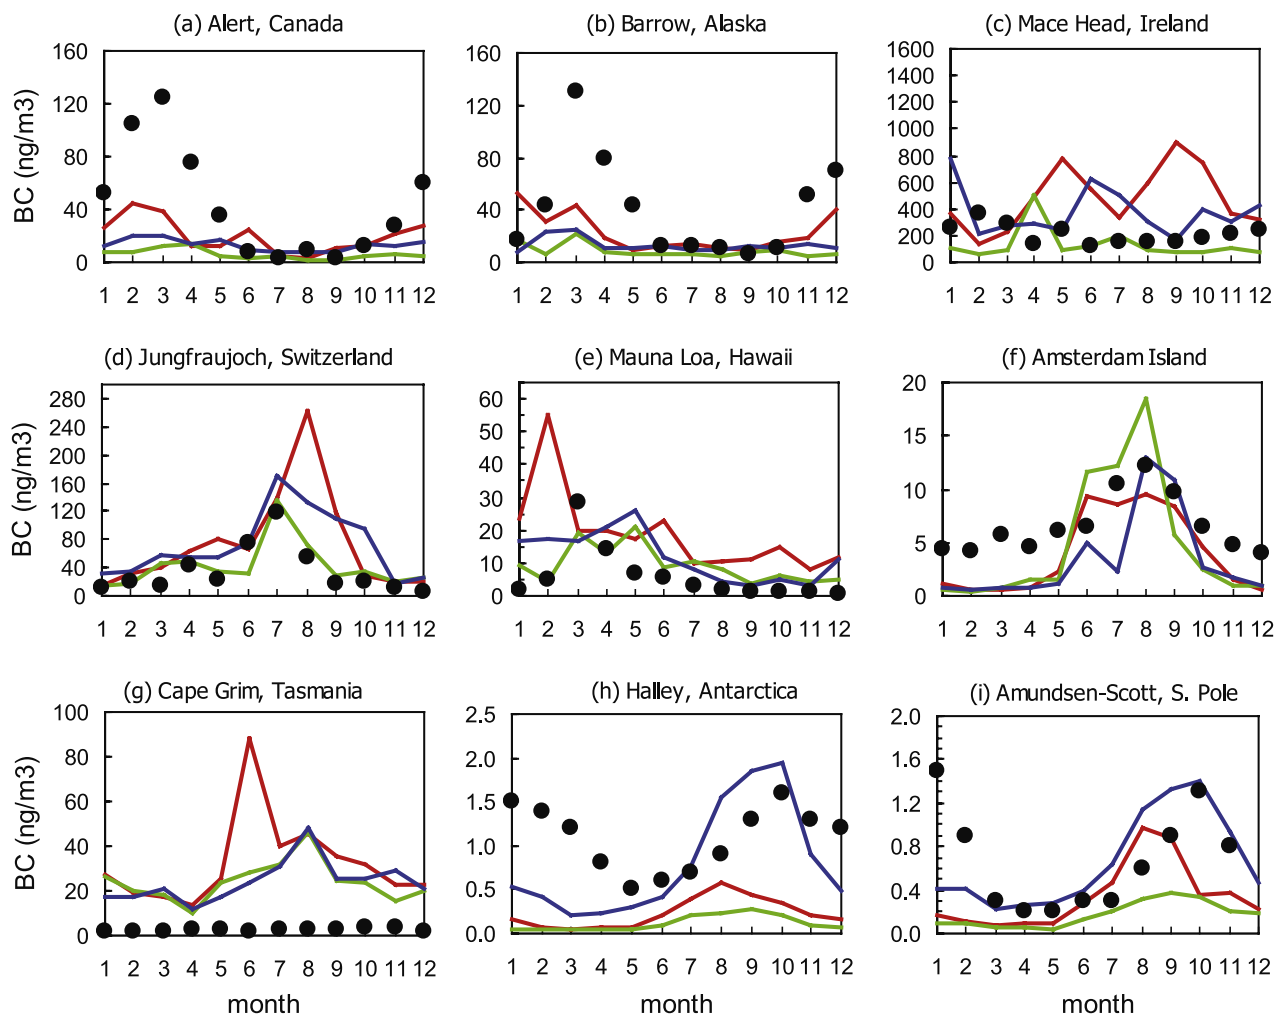 (a) Alert, Canada
(b) Barrow, Alaska
(c) Mace Head, Ireland
BC (ng/m3)
160
120
80
40
0
1 2 3 4 5 6 7 8 9 10 11 12
160
120
80
40
0
1 2 3 4 5 6 7 8 9 10 11 12
1600
1400
1200
1000
800
600
400
200
0
1 2 3 4 5 6 7 8 9 10 11 12
(d) Jungfraujoch, Switzerland
(e) Mauna Loa, Hawaii
(f) Amsterdam Island
BC (ng/m3)
280
240
200
160
120
80
40
0
1 2 3 4 5 6 7 8 9 10 11 12
60
50
40
30
20
10
0
1 2 3 4 5 6 7 8 9 10 11 12
20
15
10
5
0
1 2 3 4 5 6 7 8 9 10 11 12
(g) Cape Grim, Tasmania
(h) Halley, Antarctica
(i) Amundsen-Scott, S. Pole
BC (ng/m3)
100
80
60
40
20
0
1 2 3 4 5 6 7 8 9 10 11 12
month
2.5
2.0
1.5
1.0
0.5
0.0
1 2 3 4 5 6 7 8 9 10 11 12
month
2.0
1.6
1.2
0.8
0.4
0.0
1 2 3 4 5 6 7 8 9 10 11 12
month